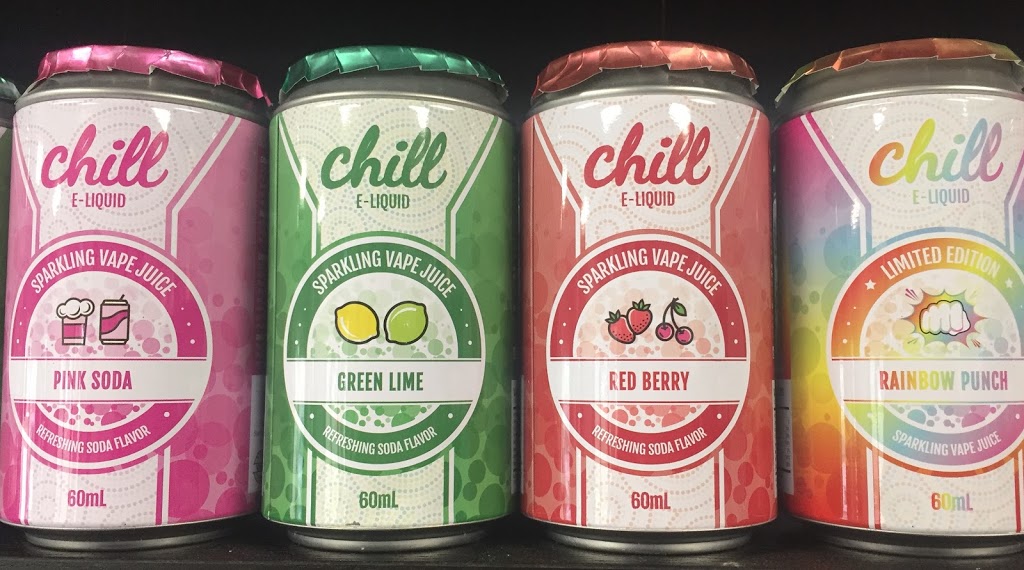 chill
E-LIQUID
SPARKLING VAPE JUICE
PINK SODA
REFRESHING SODA FLAVOR
60mL
chill
E-LIQUID
SPARKLING VAPE JUICE
GREEN LIME
REFRESHING SODA FLAVOR
60mL
chill
E-LIQUID
SPARKLING VAPE JUICE
RED BERRY
REFRESHING SODA FLAVOR
60mL
chill
E-LIQUID
LIMITED EDITION
RAINBOW PUNCH
SPARKLING VAPE JUICE
60mL